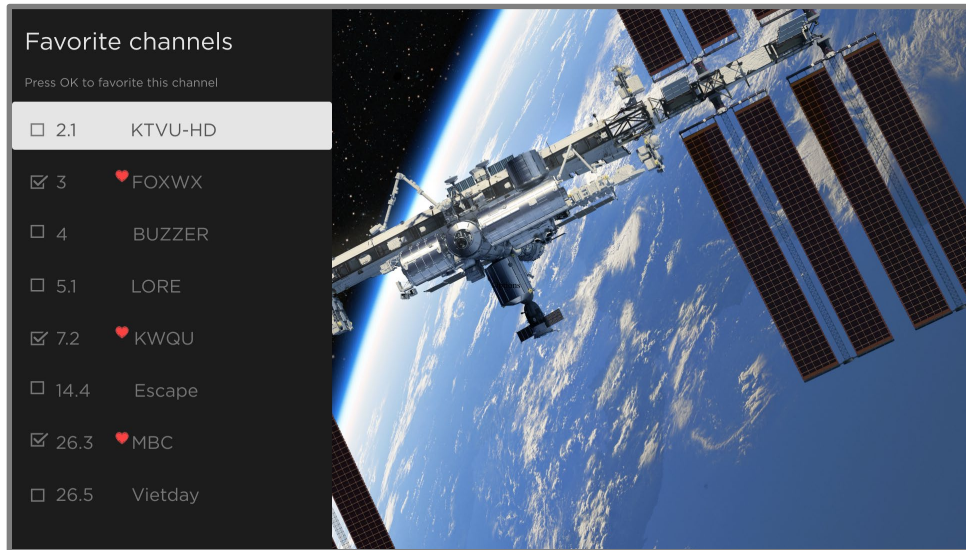 Favorite channels
Press OK to favorite this channel
2.1 KTVU-HD
3 FOXWX
4 BUZZER
5.1 LORE
7.2 KWQU
14.4 Escape
26.3 MBC
26.5 Vietday